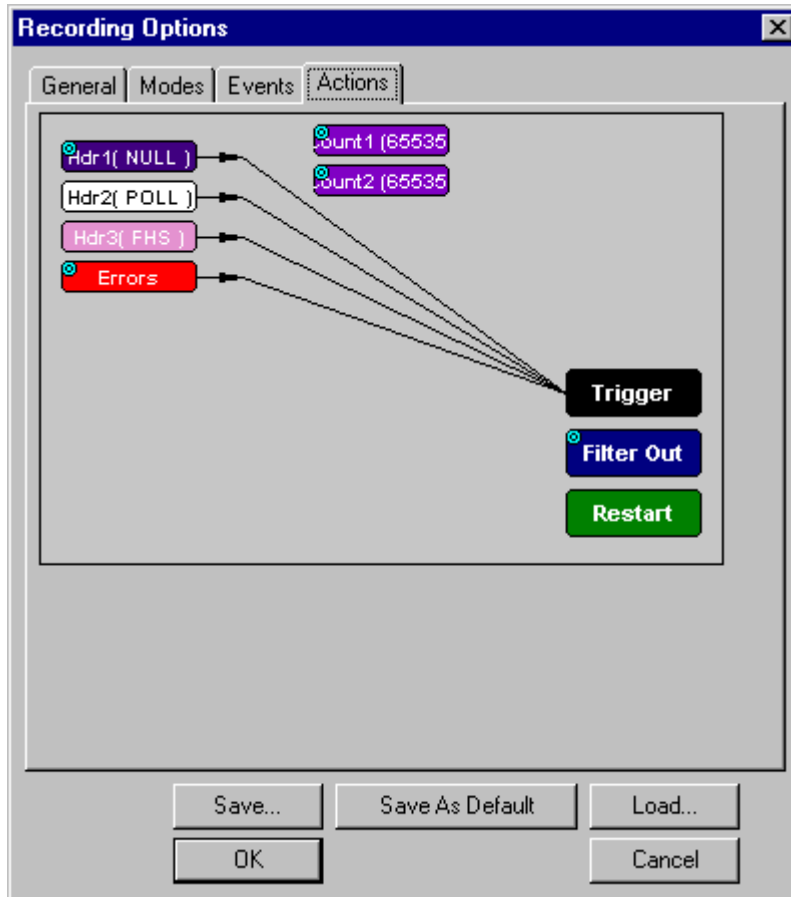 Recording Options
General Modes Events Actions
Hdr1( NULL )
Hdr2( POLL )
Hdr3( FHS )
Errors
ount1 (65535
ount2 (65535
Trigger
Filter Out
Restart
Save... Save As Default Load...
OK Cancel